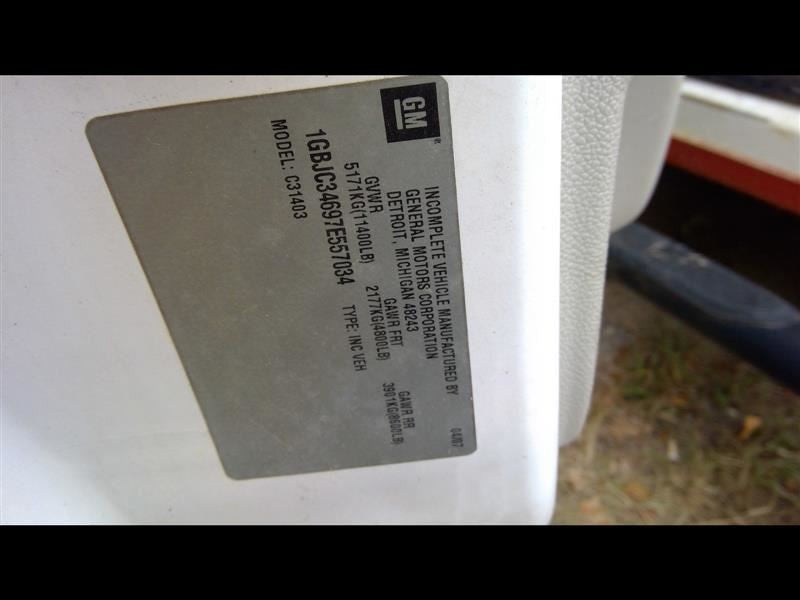 GM®
INCOMPLETE VEHICLE MANUFACTURED BY
GENERAL MOTORS CORPORATION
DETROIT, MICHIGAN 48243
04/07
GVWR GAWR FRT GAWR RR
5171KG(11400LB) 2177KG(4800LB) 3901KG(8600LB)
1GBJC34697E557034 TYPE: INC VEH
MODEL: C31403